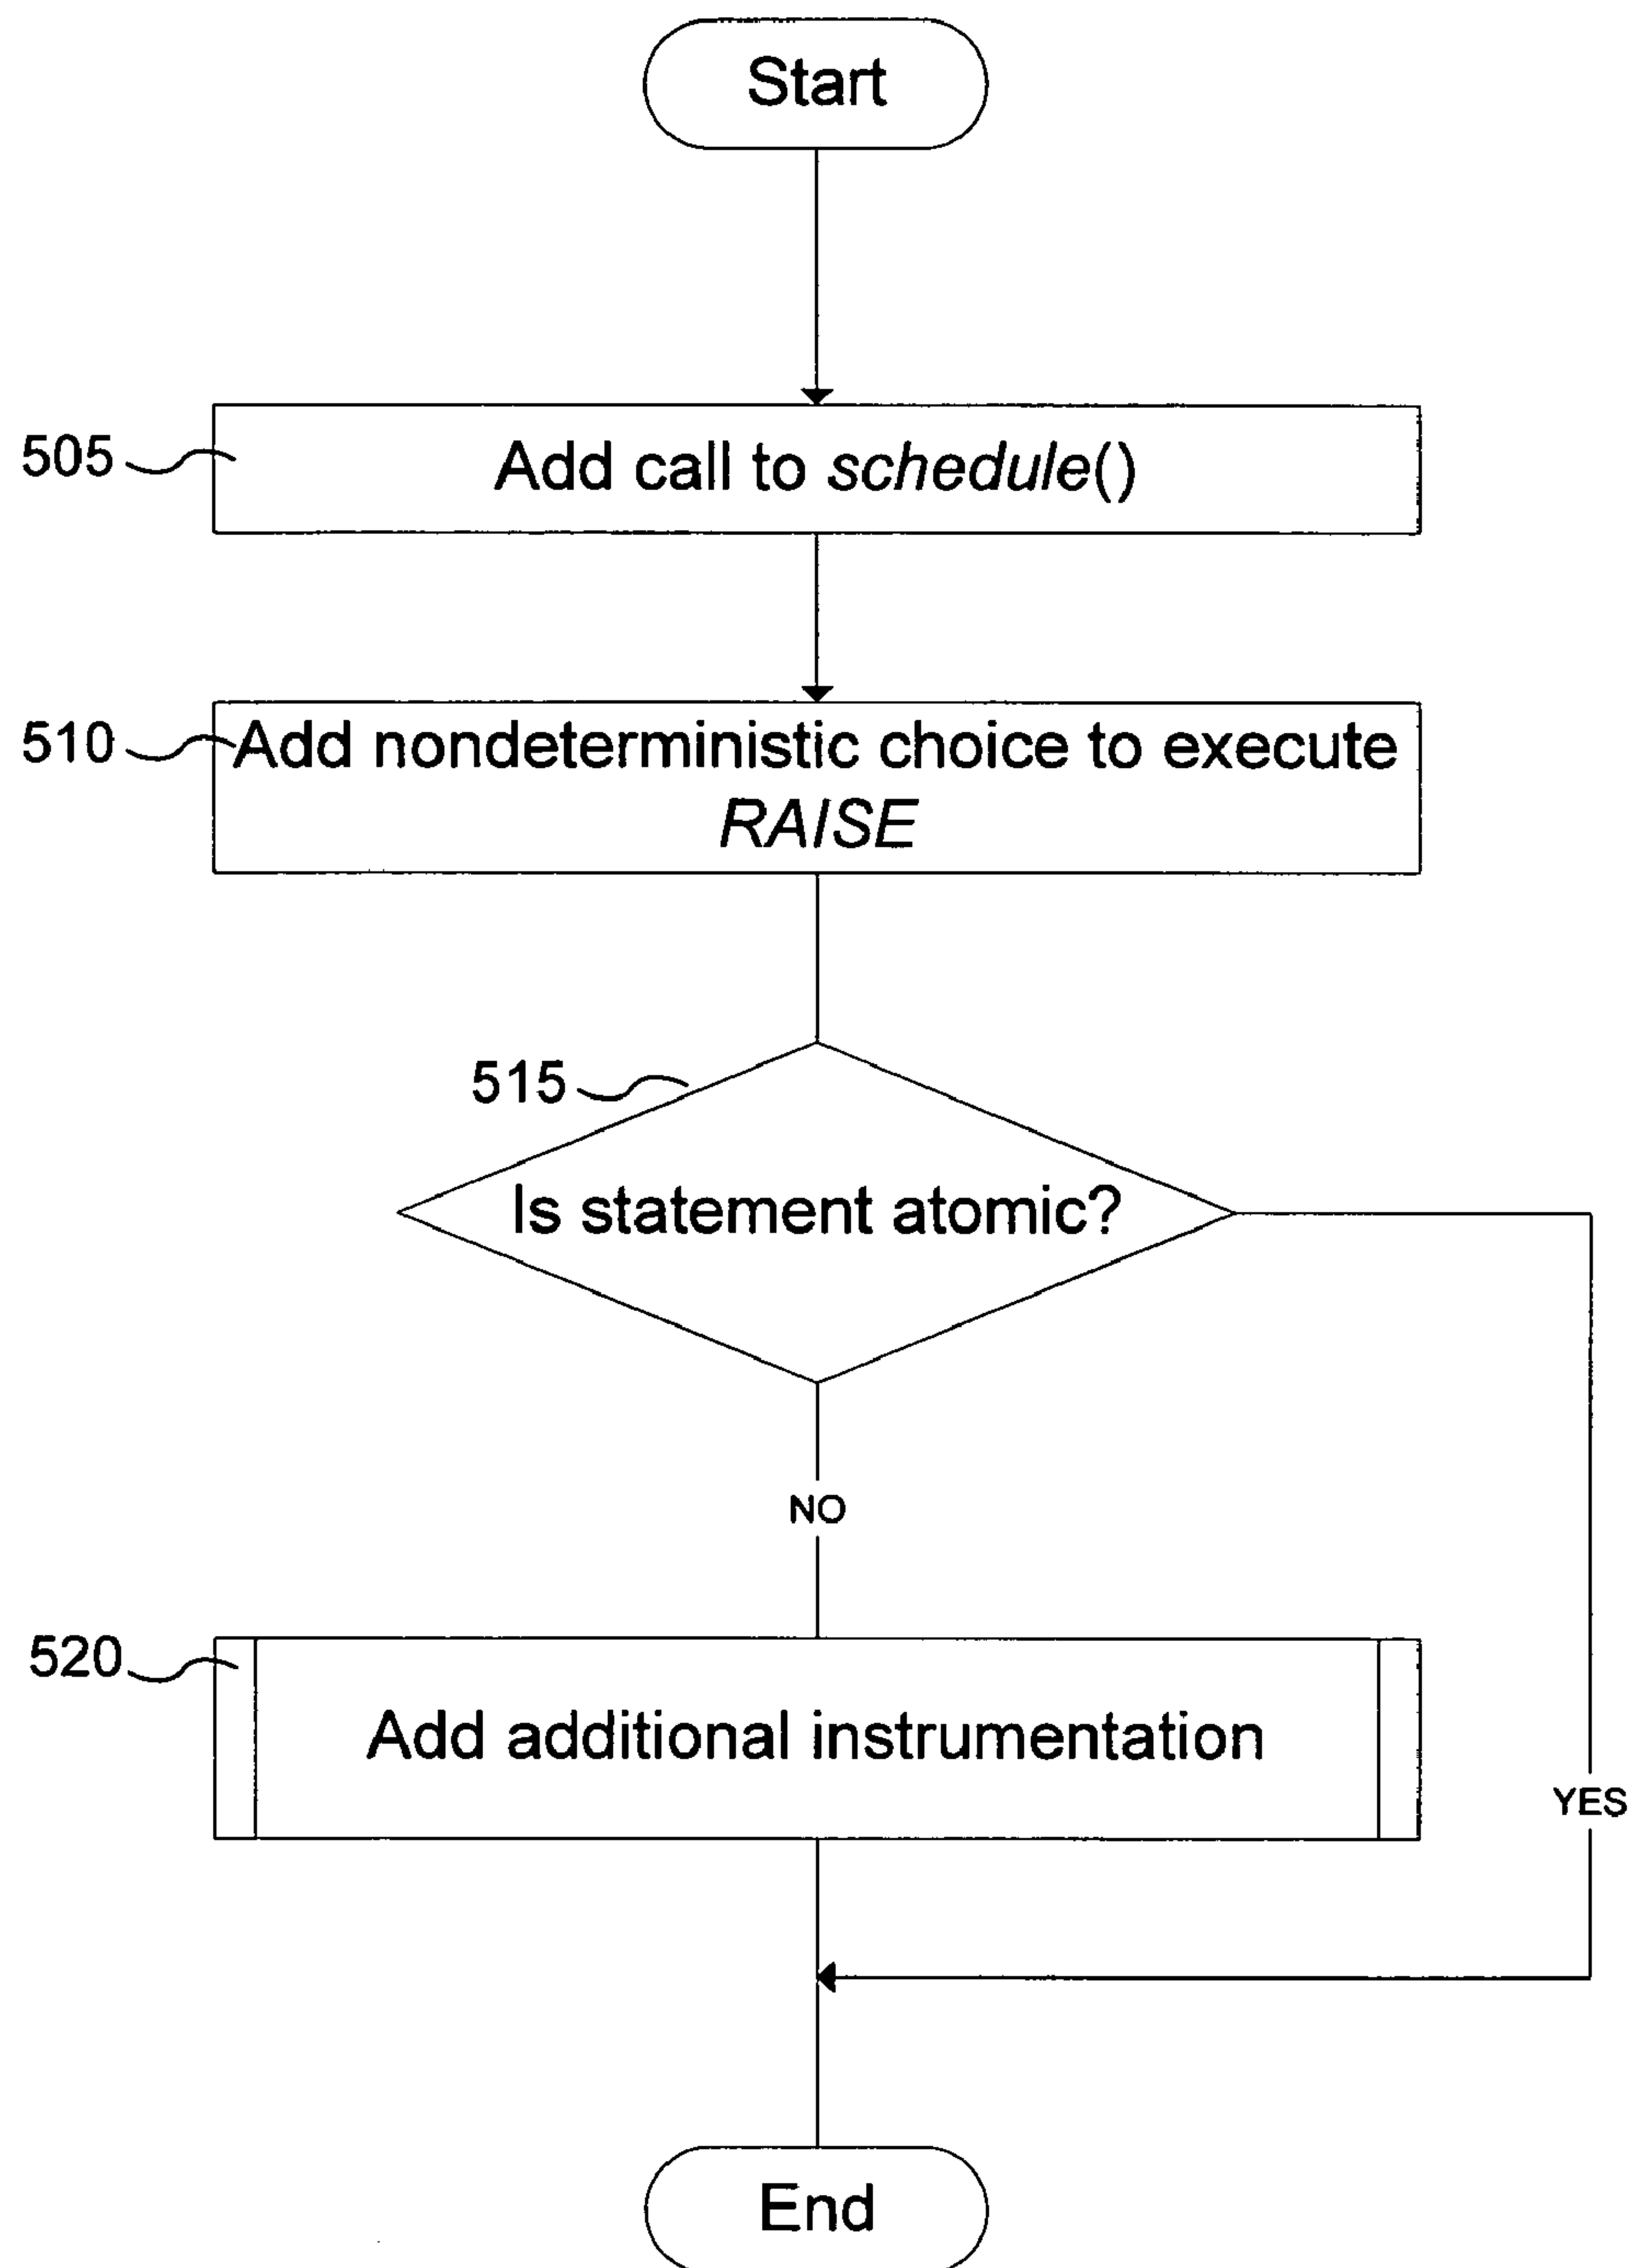 Start
505
Add call to schedule()
510
Add nondeterministic choice to execute
RAISE
515
Is statement atomic?
NO
520
Add additional instrumentation
YES
End